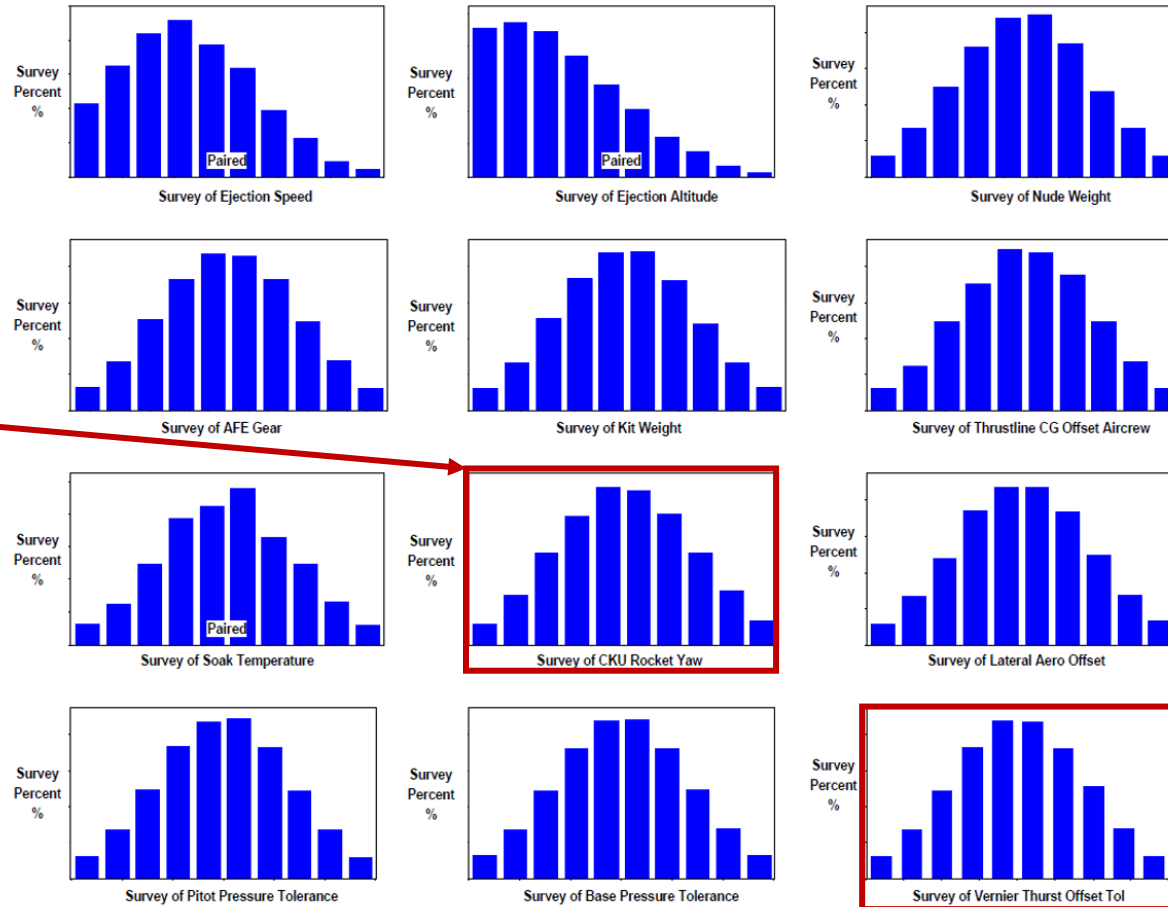 Survey
Percent
%
Paired
Survey of Ejection Speed
Survey
Percent
%
Paired
Survey of Ejection Altitude
Survey
Percent
%
Survey of Nude Weight
Survey
Percent
%
Survey of AFE Gear
Survey
Percent
%
Survey of Kit Weight
Survey
Percent
%
Survey of Thrustline CG Offset Aircrew
Survey
Percent
%
Paired
Survey of Soak Temperature
Survey
Percent
%
Survey of CKU Rocket Yaw
Survey
Percent
%
Survey of Lateral Aero Offset
Survey
Percent
%
Survey of Pitot Pressure Tolerance
Survey
Percent
%
Survey of Base Pressure Tolerance
Survey
Percent
%
Survey of Vernier Thurst Offset Tol